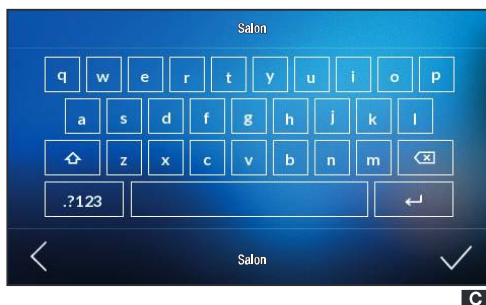 Salon
q w e r t y u i o p
a s d f g h j k l
z x c v b n m
.?123
Salon
C